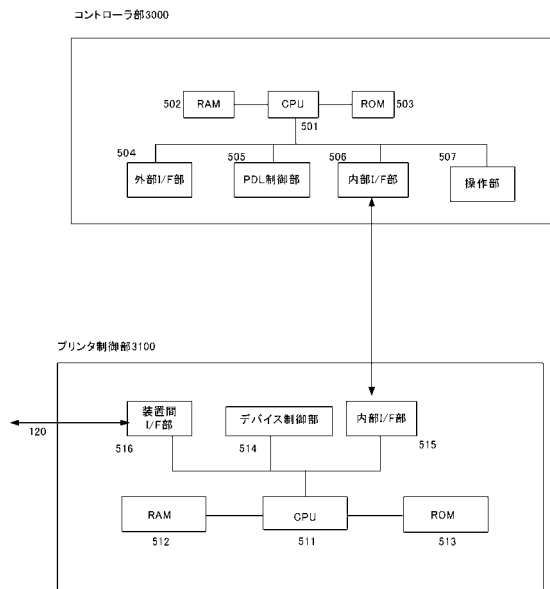 コントローラ部3000
502
RAM
CPU
ROM
503
501
504
505
506
507
外部I/F部
PDL制御部
内部I/F部
操作部
プリンタ制御部3100
装置間
I/F部
デバイス制御部
内部I/F部
120
516
514
515
RAM
CPU
ROM
512
511
513